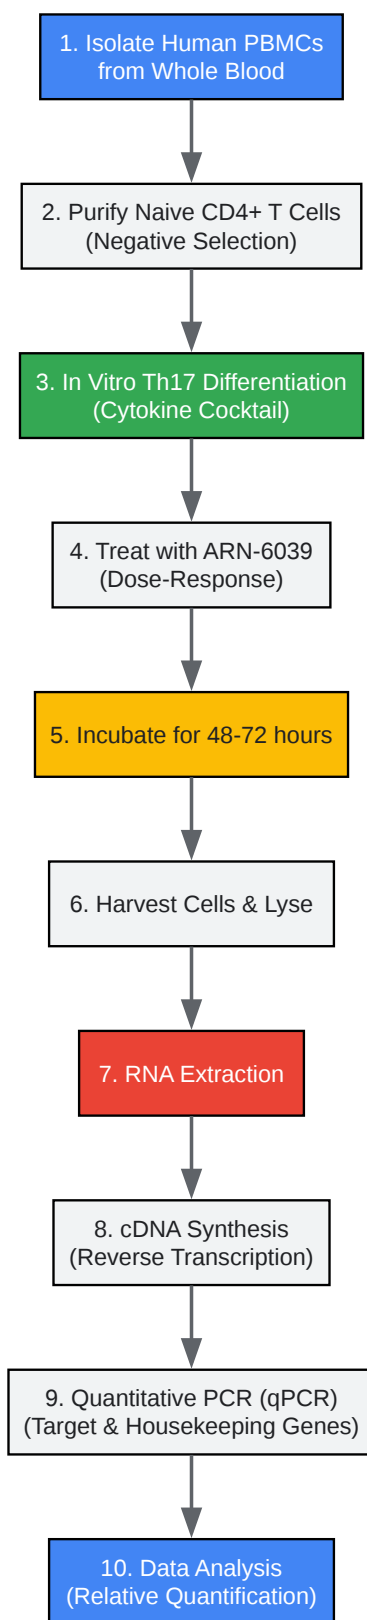 1. Isolate Human PBMCs
from Whole Blood
2. Purify Naive CD4+ T Cells
(Negative Selection)
3. In Vitro Th17 Differentiation
(Cytokine Cocktail)
4. Treat with ARN-6039
(Dose-Response)
5. Incubate for 48-72 hours
6. Harvest Cells & Lyse
7. RNA Extraction
8. cDNA Synthesis
(Reverse Transcription)
9. Quantitative PCR (qPCR)
(Target & Housekeeping Genes)
10. Data Analysis
(Relative Quantification)